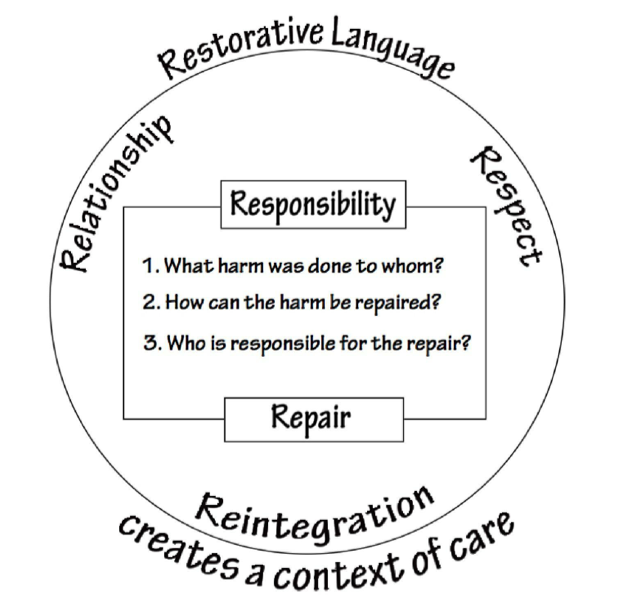 Restorative Language
Relationship
Respect
Responsibility
1. What harm was done to whom?
2. How can the harm be repaired?
3. Who is responsible for the repair?
Repair
Reintegration
creates a context of care